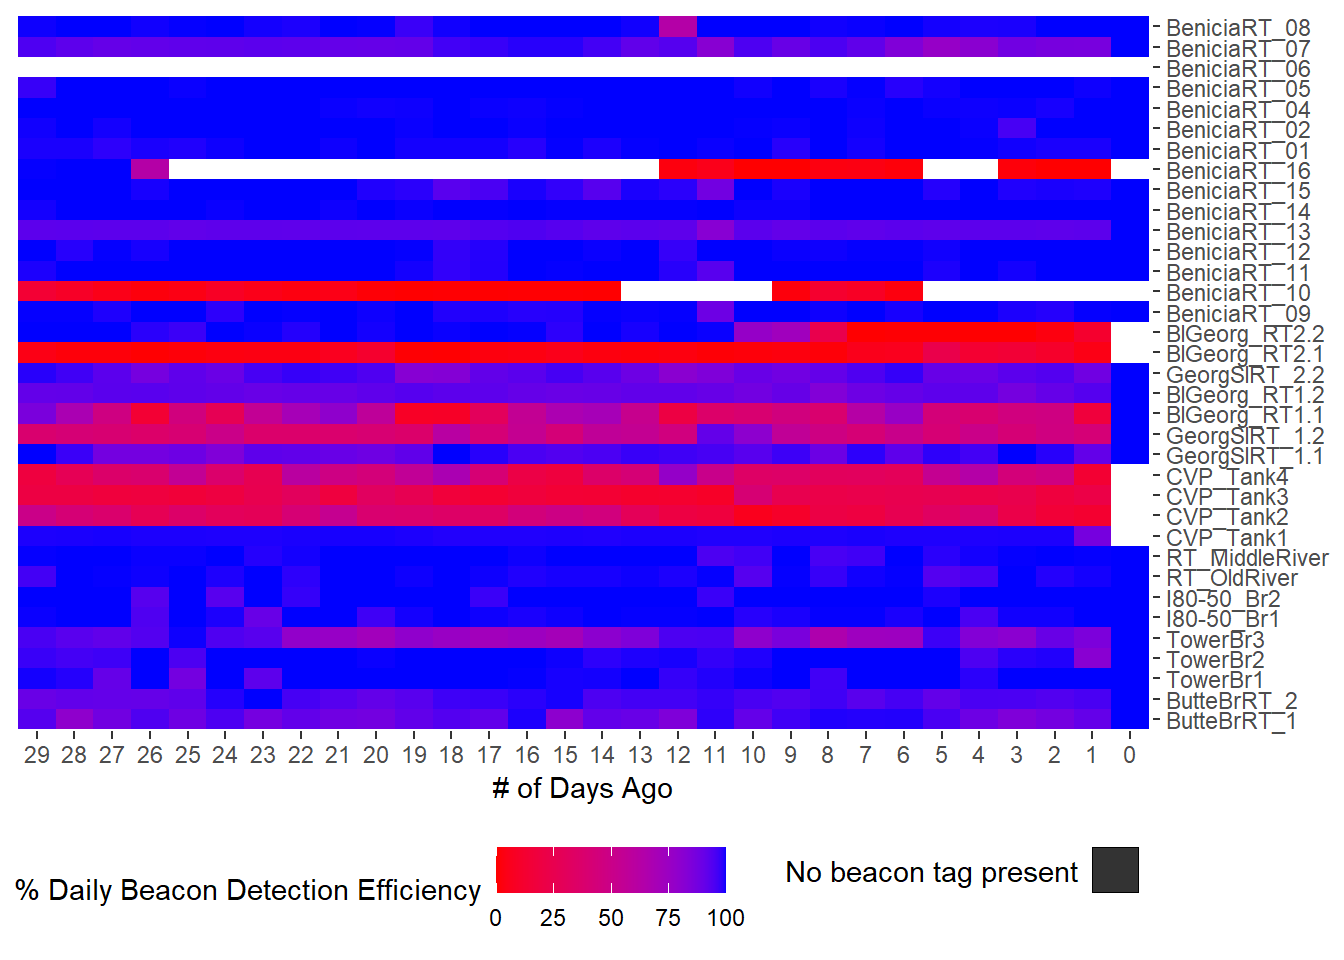 BeniciaRT_08
BeniciaRT_07
BeniciaRT_06
BeniciaRT_05
BeniciaRT_04
BeniciaRT_02
BeniciaRT_01
BeniciaRT_16
BeniciaRT_15
BeniciaRT_14
BeniciaRT_13
BeniciaRT_12
BeniciaRT_11
BeniciaRT_10
BeniciaRT_09
BlGeorg_RT2.2
BlGeorg_RT2.1
GeorgSlRT_2.2
BlGeorg_RT1.2
BlGeorg_RT1.1
GeorgSlRT_1.2
GeorgSlRT_1.1
CVP_Tank4
CVP_Tank3
CVP_Tank2
CVP_Tank1
RT_MiddleRiver
RT_OldRiver
I80-50_Br2
I80-50_Br1
TowerBr3
TowerBr2
TowerBr1
ButteBrRT_2
ButteBrRT_1
29 28 27 26 25 24 23 22 21 20 19 18 17 16 15 14 13 12 11 10 9 8 7 6 5 4 3 2 1 0
# of Days Ago
% Daily Beacon Detection Efficiency
0 25 50 75 100
No beacon tag present